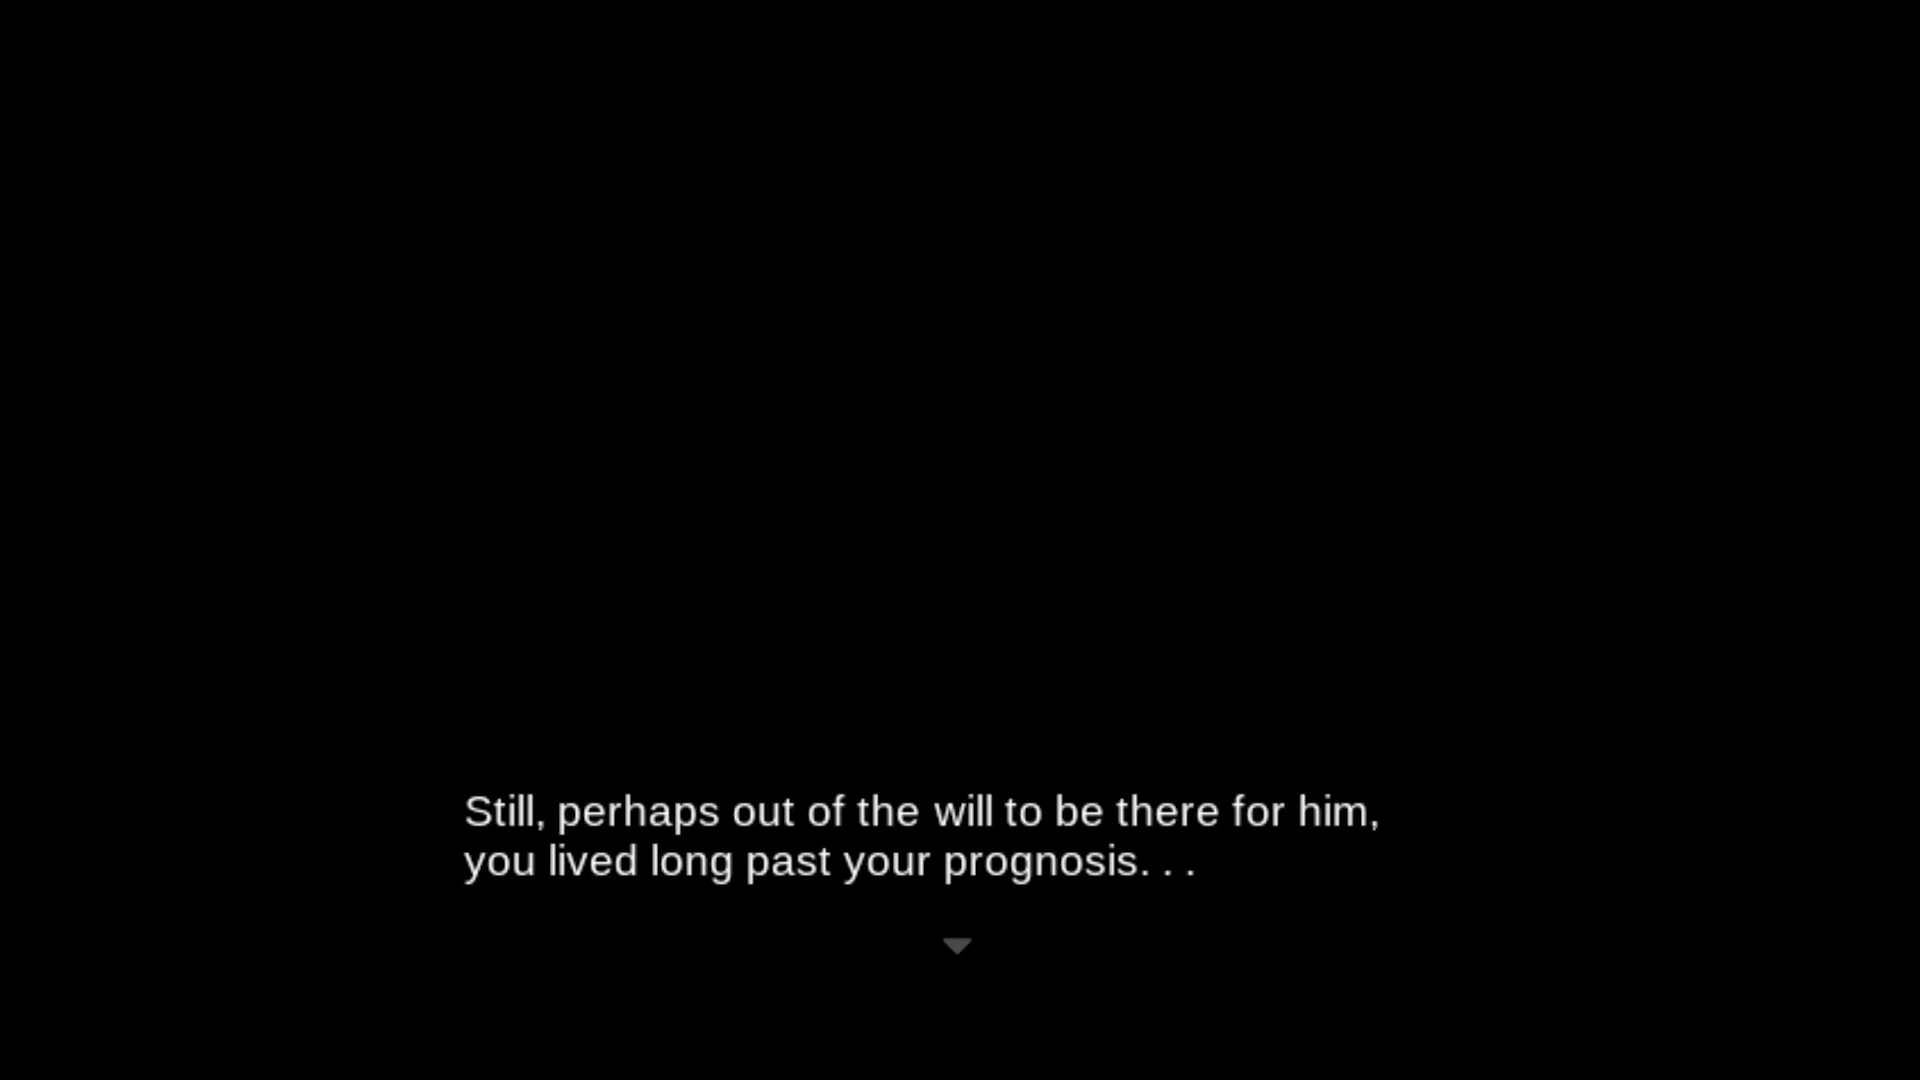 Still, perhaps out of the will to be there for him,
you lived long past your prognosis. . .